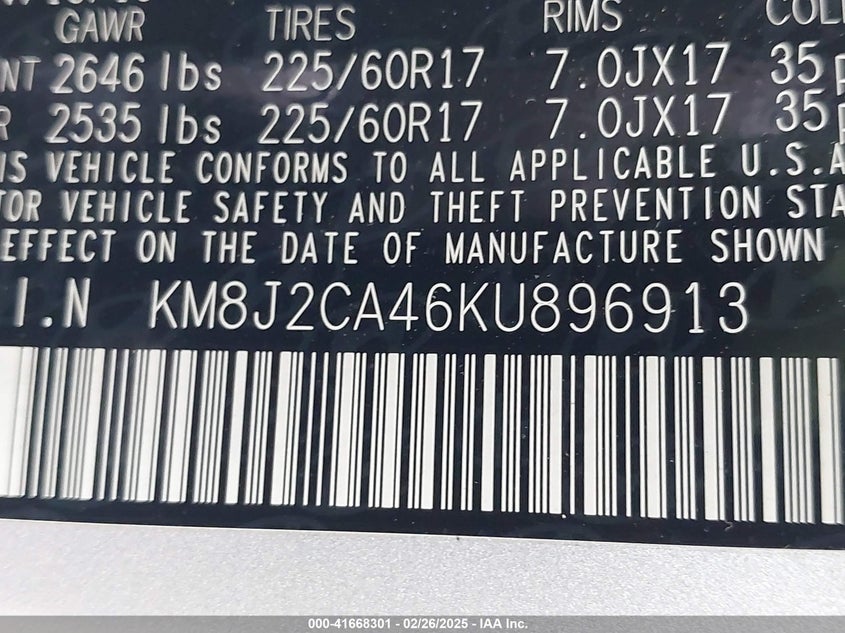 GAWR TIRES RIMS
2646 lbs 225/60R17 7.0JX17 35
2535 lbs 225/60R17 7.0JX17 35
VEHICLE CONFORMS TO ALL APPLICABLE U.S.A
VEHICLE SAFETY AND THEFT PREVENTION
EFFECT ON THE DATE OF MANUFACTURE SHOWN
I.N KM8J2CA46KU896913
000-41668301 - 02/26/2025 - IAA Inc.